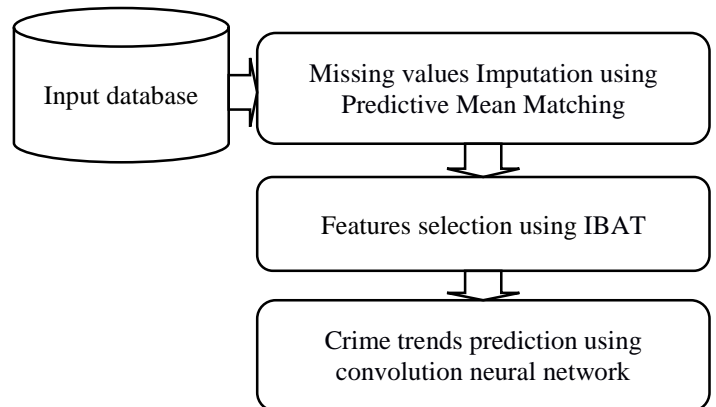 Input database
Missing values Imputation using
Predictive Mean Matching
Features selection using IBAT
Crime trends prediction using
convolution neural network